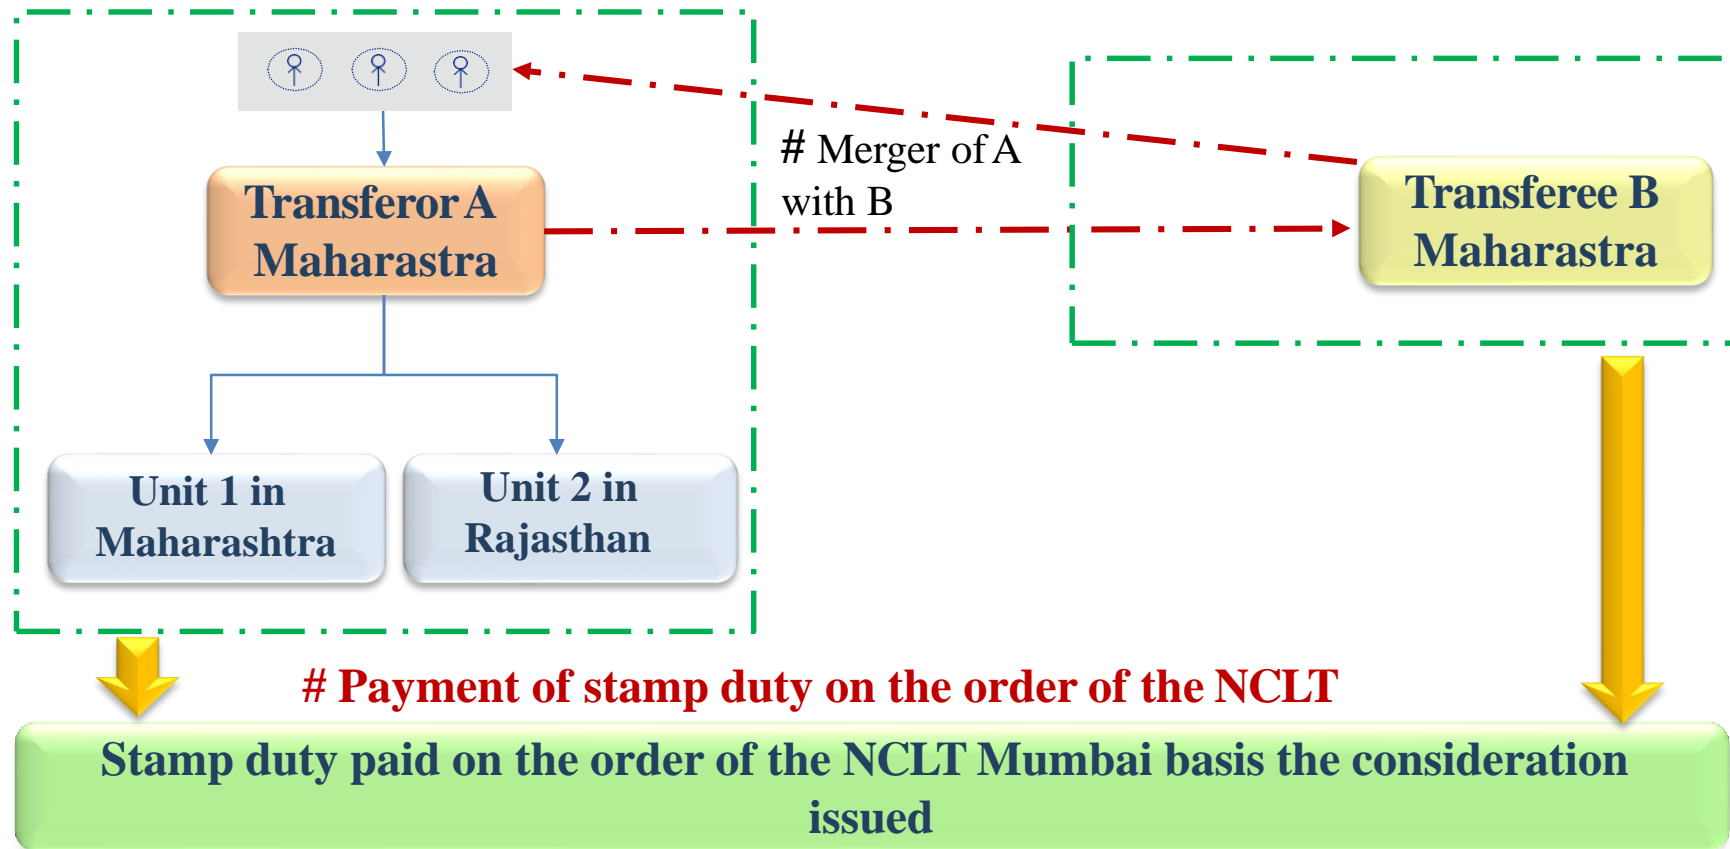 # Merger of A
with B
Transferor A
Maharastra
Transferee B
Maharastra
Unit 1 in
Maharashtra
Unit 2 in
Rajasthan
# Payment of stamp duty on the order of the NCLT
Stamp duty paid on the order of the NCLT Mumbai basis the consideration
issued